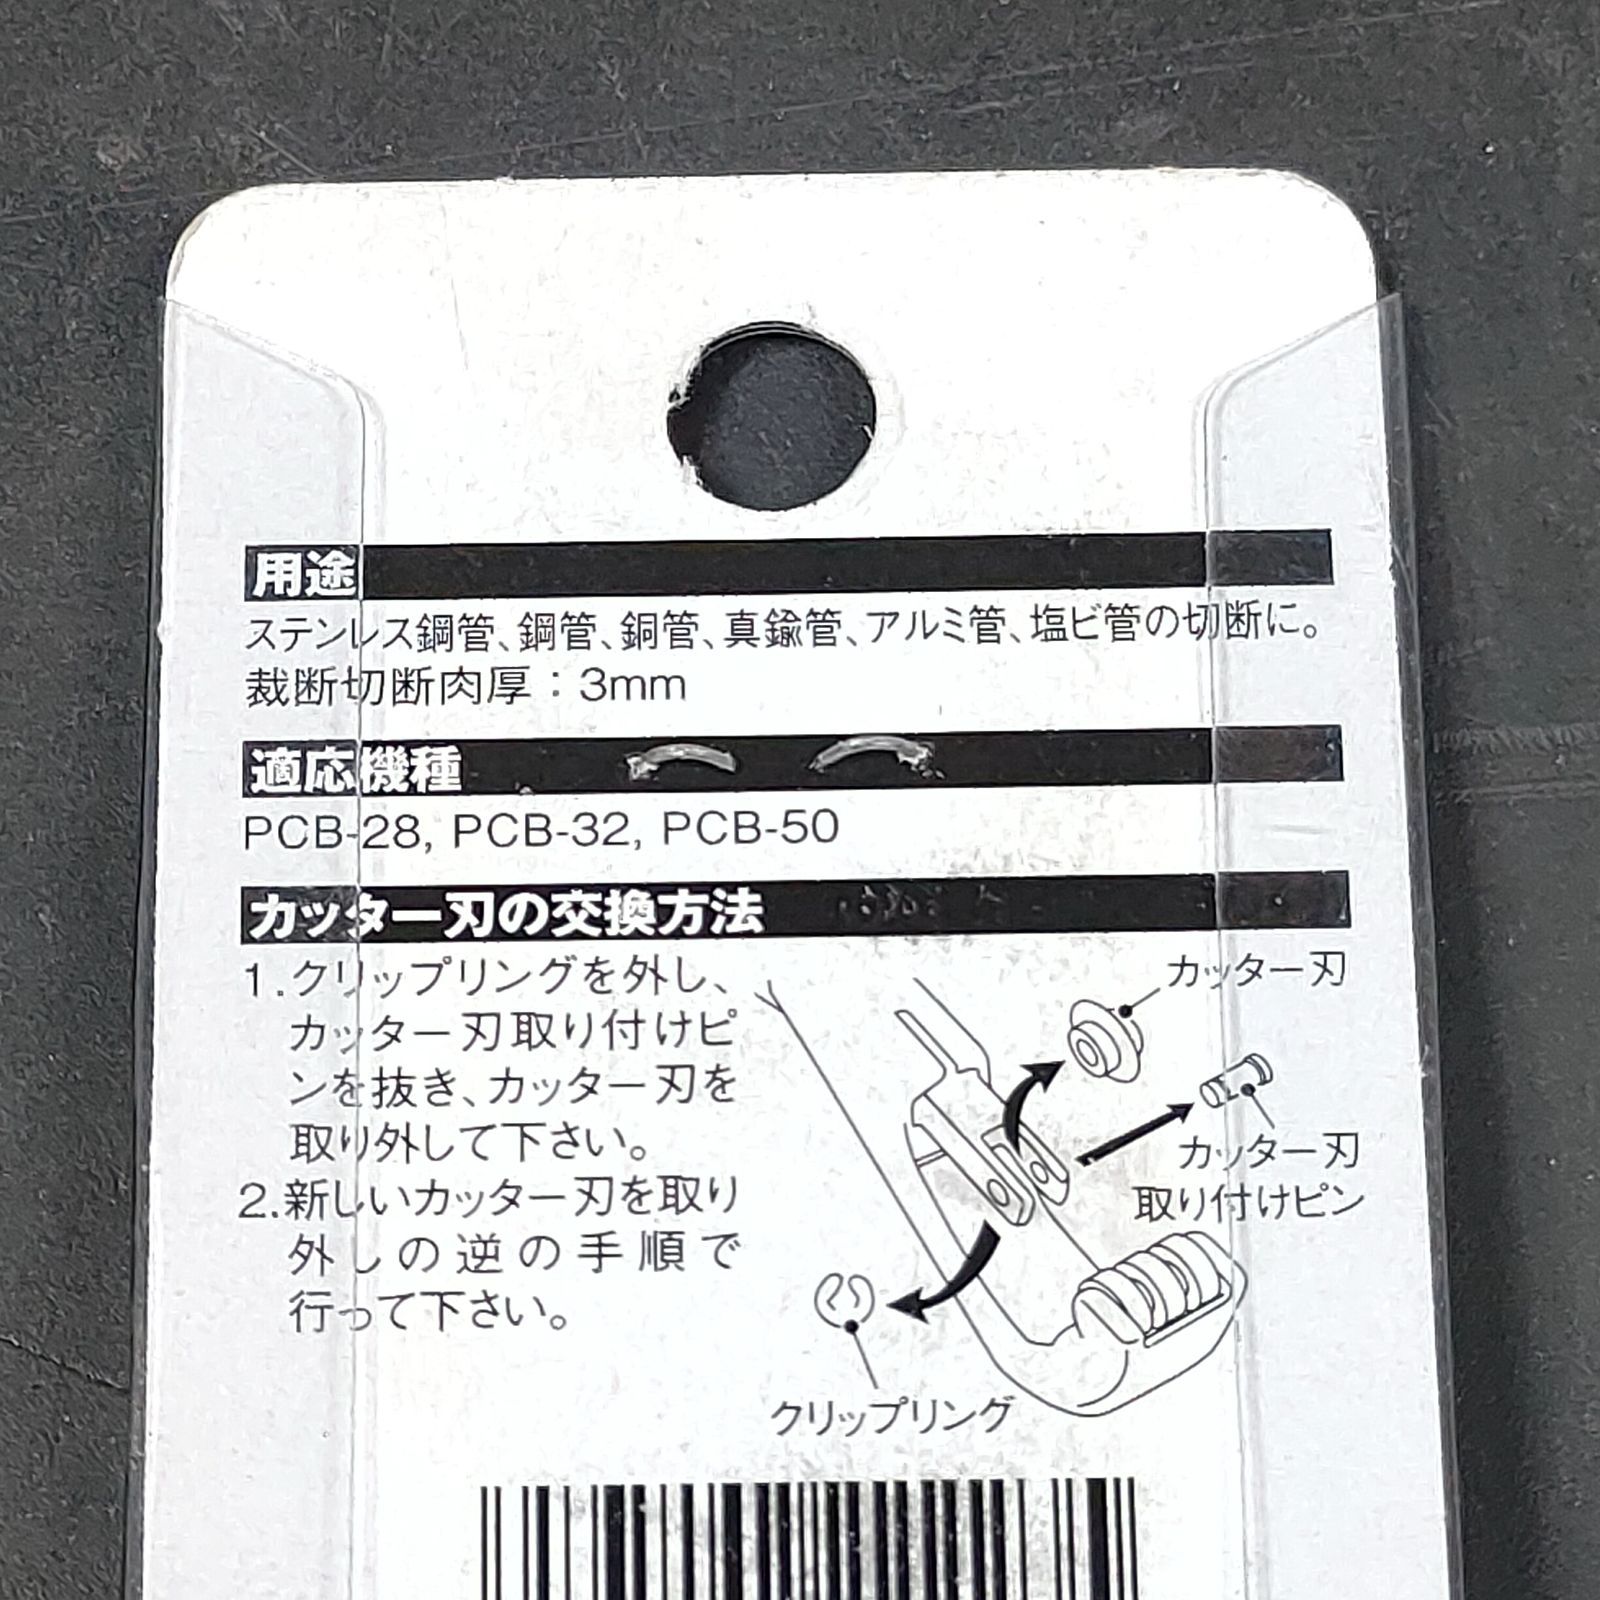 用途
ステンレス鋼管、鋼管、銅管、真鍮管、アルミ管、塩ビ管の切断に。
裁断切断肉厚：3mm
適応機種
PCB-28, PCB-32, PCB-50
カッター刃の交換方法
1.クリップリングを外し、
カッター刃取り付けピ
ンを抜き、カッター刃を
取り外して下さい。
2.新しいカッター刃を取り
外しの逆の手順で
行って下さい。
カッター刃
カッター刃
取り付けピン
クリップリング